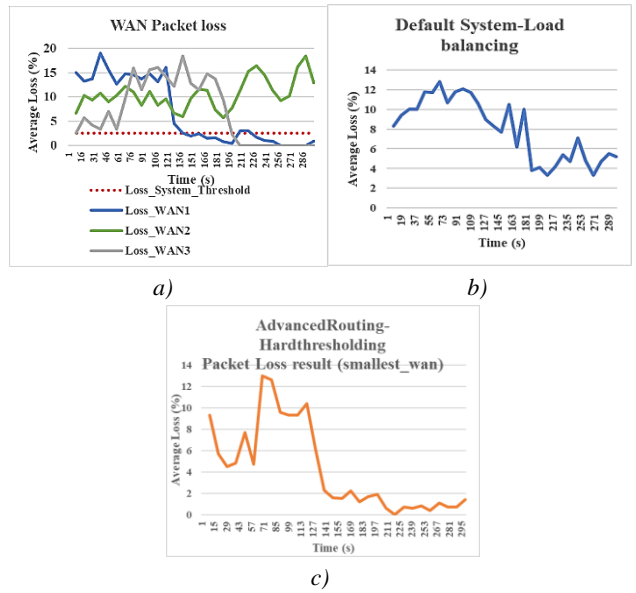 WAN Packet loss
Average Loss (%)
20
15
10
5
0
1 16 31 46 61 76 91 106 121 136 151 166 181 196 211 226 241 256 271 286
Time (s)
Loss_System_Threshold
Loss_WAN1
Loss_WAN2
Loss_WAN3
a)
Default System-Load
balancing
Average Loss (%)
14
12
10
8
6
4
2
0
1 19 37 55 73 91 109 127 145 163 181 199 217 235 253 271 289
Time (s)
b)
AdvancedRouting-
Hardthresholding
Packet Loss result (smallest_wan)
Average Loss (%)
14
12
10
8
6
4
2
0
1 15 29 43 57 71 85 99 113 127 141 155 169 183 197 211 225 239 253 267 281 295
Time (s)
c)